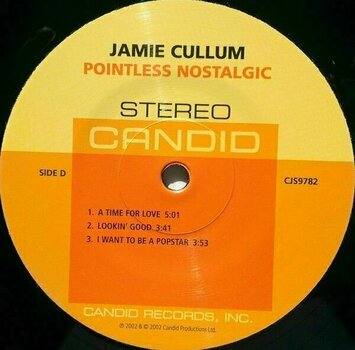 JAMIE CULLUM
POINTLESS NOSTALGIC
STEREO
CANDID
SIDE D
CJS9782
1. A TIME FOR LOVE 5:01
2. LOOKIN' GOOD 3:41
3. I WANT TO BE A POPSTAR 3:53
CANDID RECORDS, INC.
℗ 2002 & © 2002 Candid Productions Ltd.